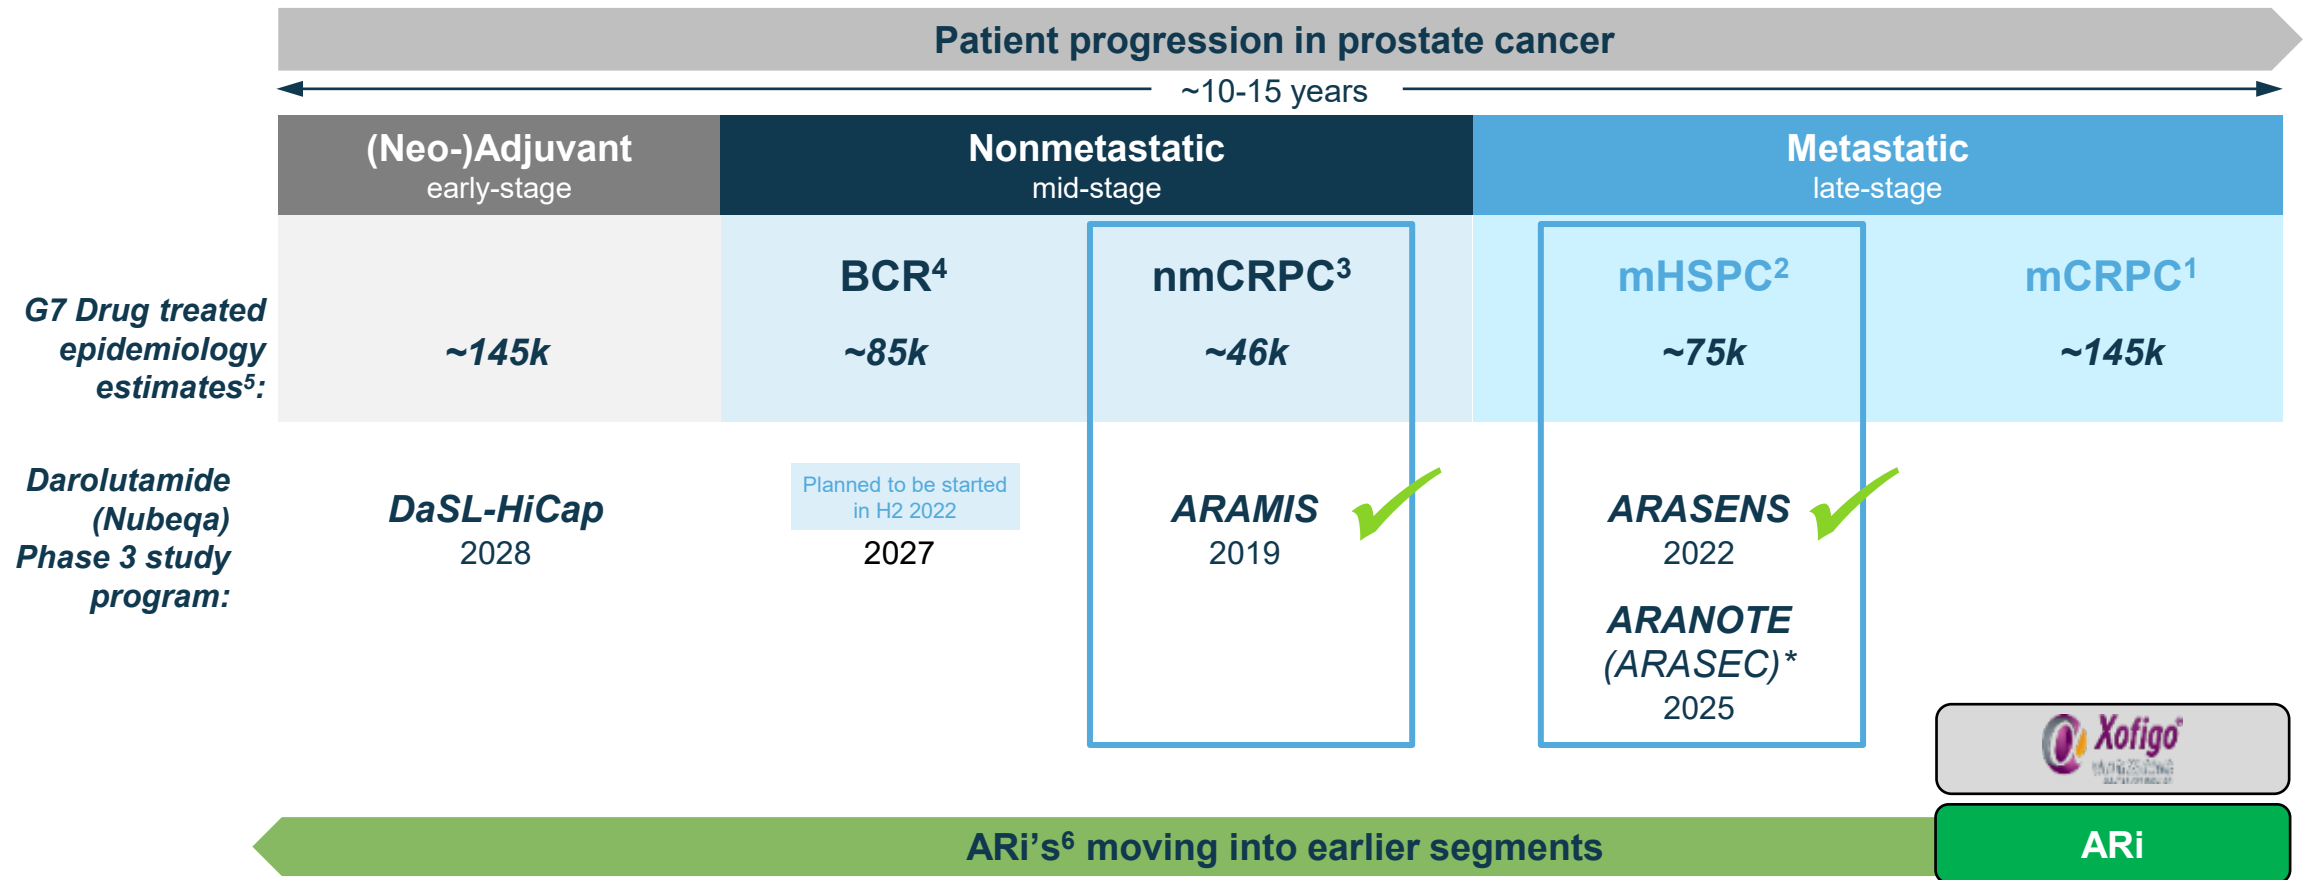 Patient progression in prostate cancer
~10-15 years
(Neo-)Adjuvant
early-stage
Nonmetastatic
mid-stage
Metastatic
late-stage
G7 Drug treated
epidemiology
estimates⁵:
~145k
BCR⁴
~85k
nmCRPC³
~46k
mHSPC²
~75k
mCRPC¹
~145k
Darolutamide
(Nubeqa)
Phase 3 study
program:
DaSL-HiCap
2028
Planned to be started
in H2 2022
2027
ARAMIS
2019
ARASENS
2022
ARANOTE
(ARASEC)*
2025
Xofigo®
ARi's⁶ moving into earlier segments
ARi